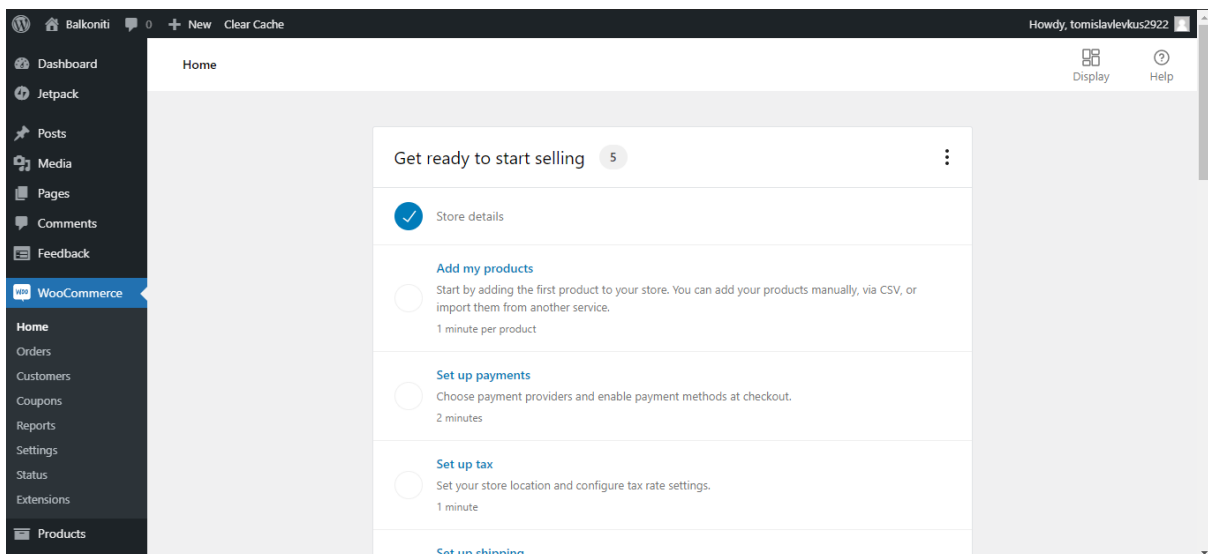 Balkoniti 0 New Clear Cache Howdy, tomislavlevkus2922
Dashboard
Jetpack
Posts
Media
Pages
Comments
Feedback
WOO WooCommerce
Home
Orders
Customers
Coupons
Reports
Settings
Status
Extensions
Products
Home
Display
Help
Get ready to start selling 5
Store details
Add my products
Start by adding the first product to your store. You can add your products manually, via CSV, or
import them from another service.
1 minute per product
Set up payments
Choose payment providers and enable payment methods at checkout.
2 minutes
Set up tax
Set your store location and configure tax rate settings.
1 minute
Set up shipping